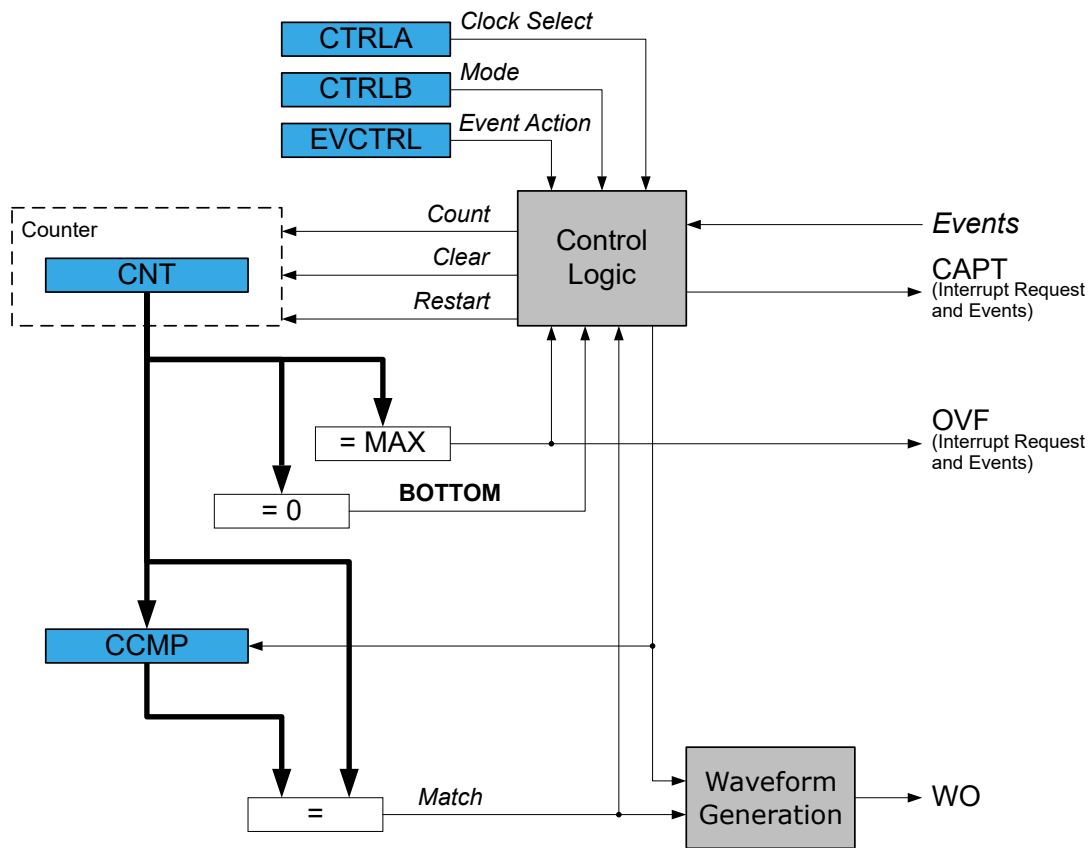 CTRLA
Clock Select
CTRLB
Mode
EVCTRL
Event Action
Counter
CNT
Count
Clear
Restart
Control
Logic
Events
CAPT
(Interrupt Request
and Events)
= MAX
OVF
(Interrupt Request
and Events)
= 0
BOTTOM
CCMP
=
Match
Waveform
Generation
WO